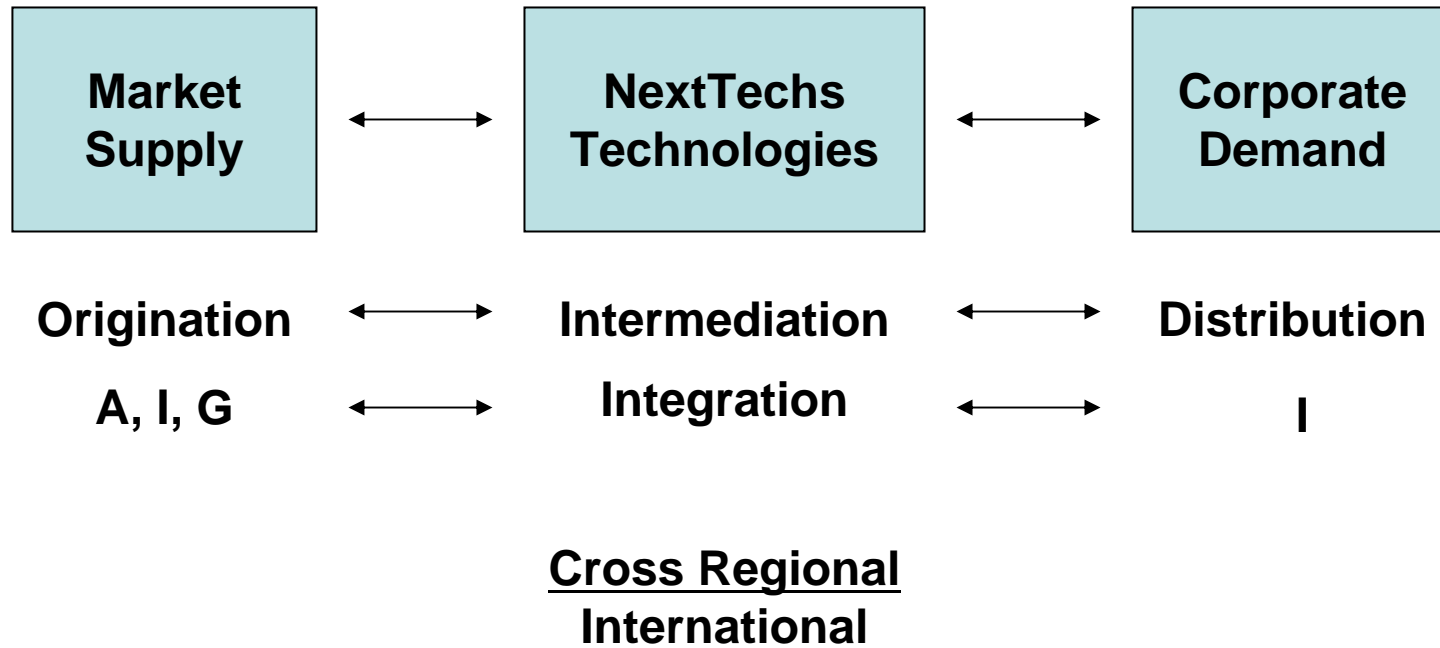 Market
Supply
NextTechs
Technologies
Corporate
Demand
Origination
Intermediation
Distribution
A, I, G
Integration
I
Cross Regional
International